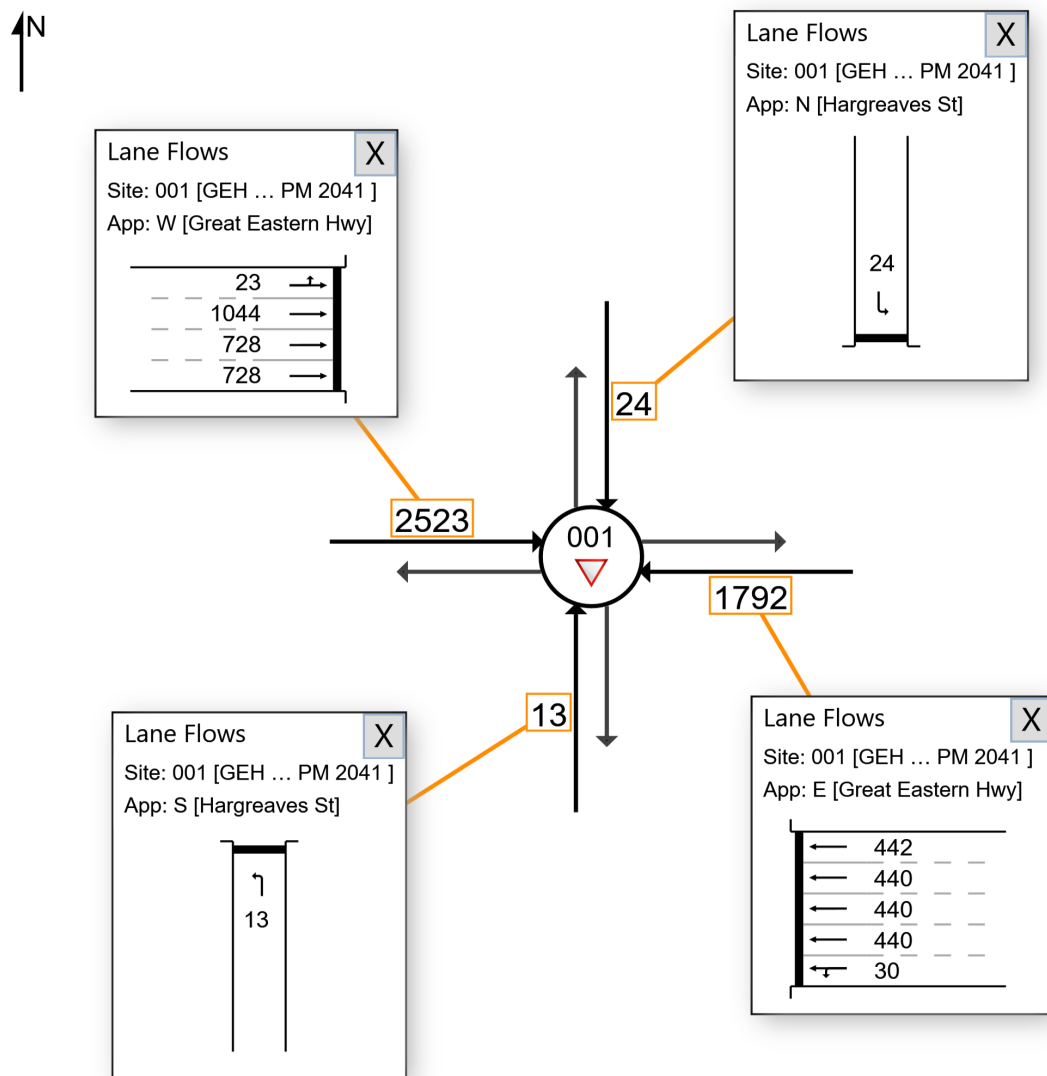 N
Lane Flows X
Site: 001 [GEH ... PM 2041 ]
App: N [Hargreaves St]
24
Lane Flows X
Site: 001 [GEH ... PM 2041 ]
App: W [Great Eastern Hwy]
23
1044
728
728
24
2523
001
1792
13
Lane Flows X
Site: 001 [GEH ... PM 2041 ]
App: S [Hargreaves St]
13
Lane Flows X
Site: 001 [GEH ... PM 2041 ]
App: E [Great Eastern Hwy]
442
440
440
440
30